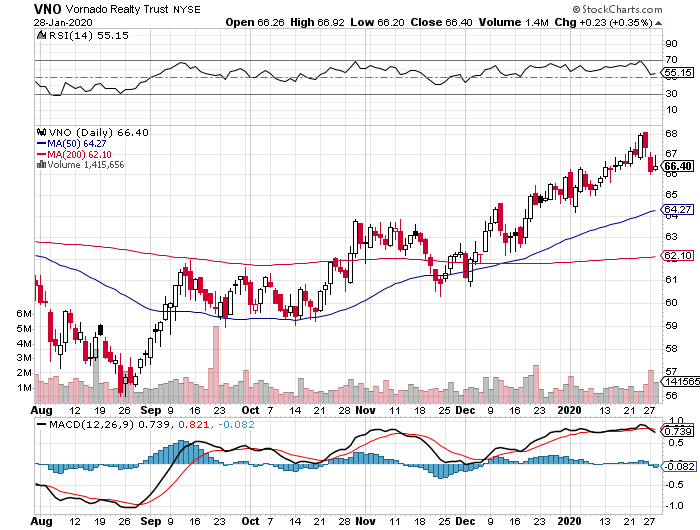 VNO Vornado Realty Trust NYSE © StockCharts.com
28-Jan-2020 Open 66.26 High 66.92 Low 66.20 Close 66.40 Volume 1.4M Chg +0.23 (+0.35%)
RSI(14) 55.15
90
70
55.15
30
10
VNO (Daily) 66.40
MA(50) 64.27
MA(200) 62.10
Volume 1,415,656
68
67
66.40
66
65
64.27
64
63
62.10
61
60
59
58
57
56
6M
5M
4M
3M
2M
1M
141565
Aug 12 19 26 Sep 9 16 23 Oct 7 14 21 28 Nov 11 18 25 Dec 9 16 23 2020 13 21 27
MACD(12,26,9) 0.739, 0.821, -0.082
1.0
0.739
0.5
-0.082
-0.5
-1.0
Aug 12 19 26 Sep 9 16 23 Oct 7 14 21 28 Nov 11 18 25 Dec 9 16 23 2020 13 21 27